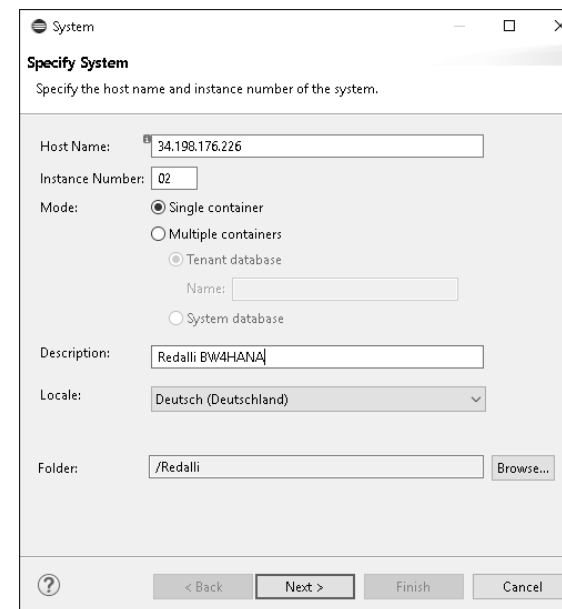 System
Specify System
Specify the host name and instance number of the system.
Host Name: 34.198.176.226
Instance Number: 02
Mode: Single container
Multiple containers
Tenant database
Name:
System database
Description: Redalli BW4HANA
Locale: Deutsch (Deutschland)
Folder: /Redalli Browse...
? < Back Next > Finish Cancel